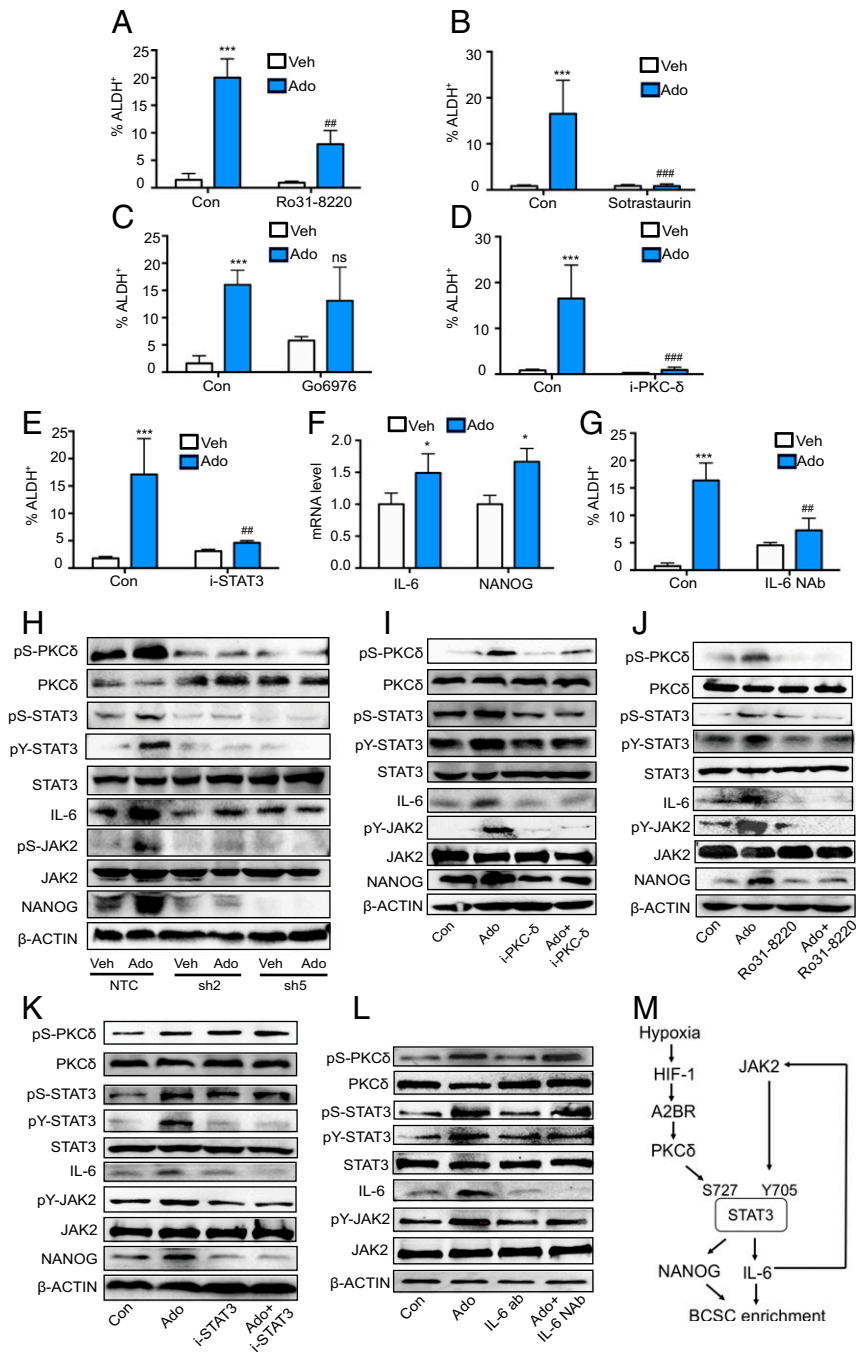 A
25
20
15
10
5
0
% ALDH⁺
***
##
Veh
Ado
Con
Ro31-8220
B
30
20
10
0
% ALDH⁺
***
###
Veh
Ado
Con
Sotrastaurin
C
25
20
15
10
5
0
% ALDH⁺
***
ns
Veh
Ado
Con
Go6976
D
30
20
10
0
% ALDH⁺
***
###
Veh
Ado
Con
i-PKC-δ
E
25
20
15
10
5
0
% ALDH⁺
***
##
Veh
Ado
Con
i-STAT3
F
Veh
Ado
2.0
1.5
1.0
0.5
0.0
mRNA level
*
*
IL-6
NANOG
G
25
20
15
10
5
0
% ALDH⁺
***
##
Veh
Ado
Con
IL-6 NAb
H
pS-PKCδ
PKCδ
pS-STAT3
pY-STAT3
STAT3
IL-6
pS-JAK2
JAK2
NANOG
β-ACTIN
Veh Ado Veh Ado Veh Ado
NTC sh2 sh5
I
pS-PKCδ
PKCδ
pS-STAT3
pY-STAT3
STAT3
IL-6
pY-JAK2
JAK2
NANOG
β-ACTIN
Con
Ado
i-PKC-δ
Ado+
i-PKC-δ
J
pS-PKCδ
PKCδ
pS-STAT3
pY-STAT3
STAT3
IL-6
pY-JAK2
JAK2
NANOG
β-ACTIN
Con
Ado
Ro31-8220
Ado+
Ro31-8220
K
pS-PKCδ
PKCδ
pS-STAT3
pY-STAT3
STAT3
IL-6
pY-JAK2
JAK2
NANOG
β-ACTIN
Con
Ado
i-STAT3
Ado+
i-STAT3
L
pS-PKCδ
PKCδ
pS-STAT3
pY-STAT3
STAT3
IL-6
pY-JAK2
JAK2
β-ACTIN
Con
Ado
IL-6 ab
Ado+
IL-6 NAb
M
Hypoxia
HIF-1
JAK2
A2BR
PKCδ
S727 Y705
STAT3
NANOG IL-6
BCSC enrichment